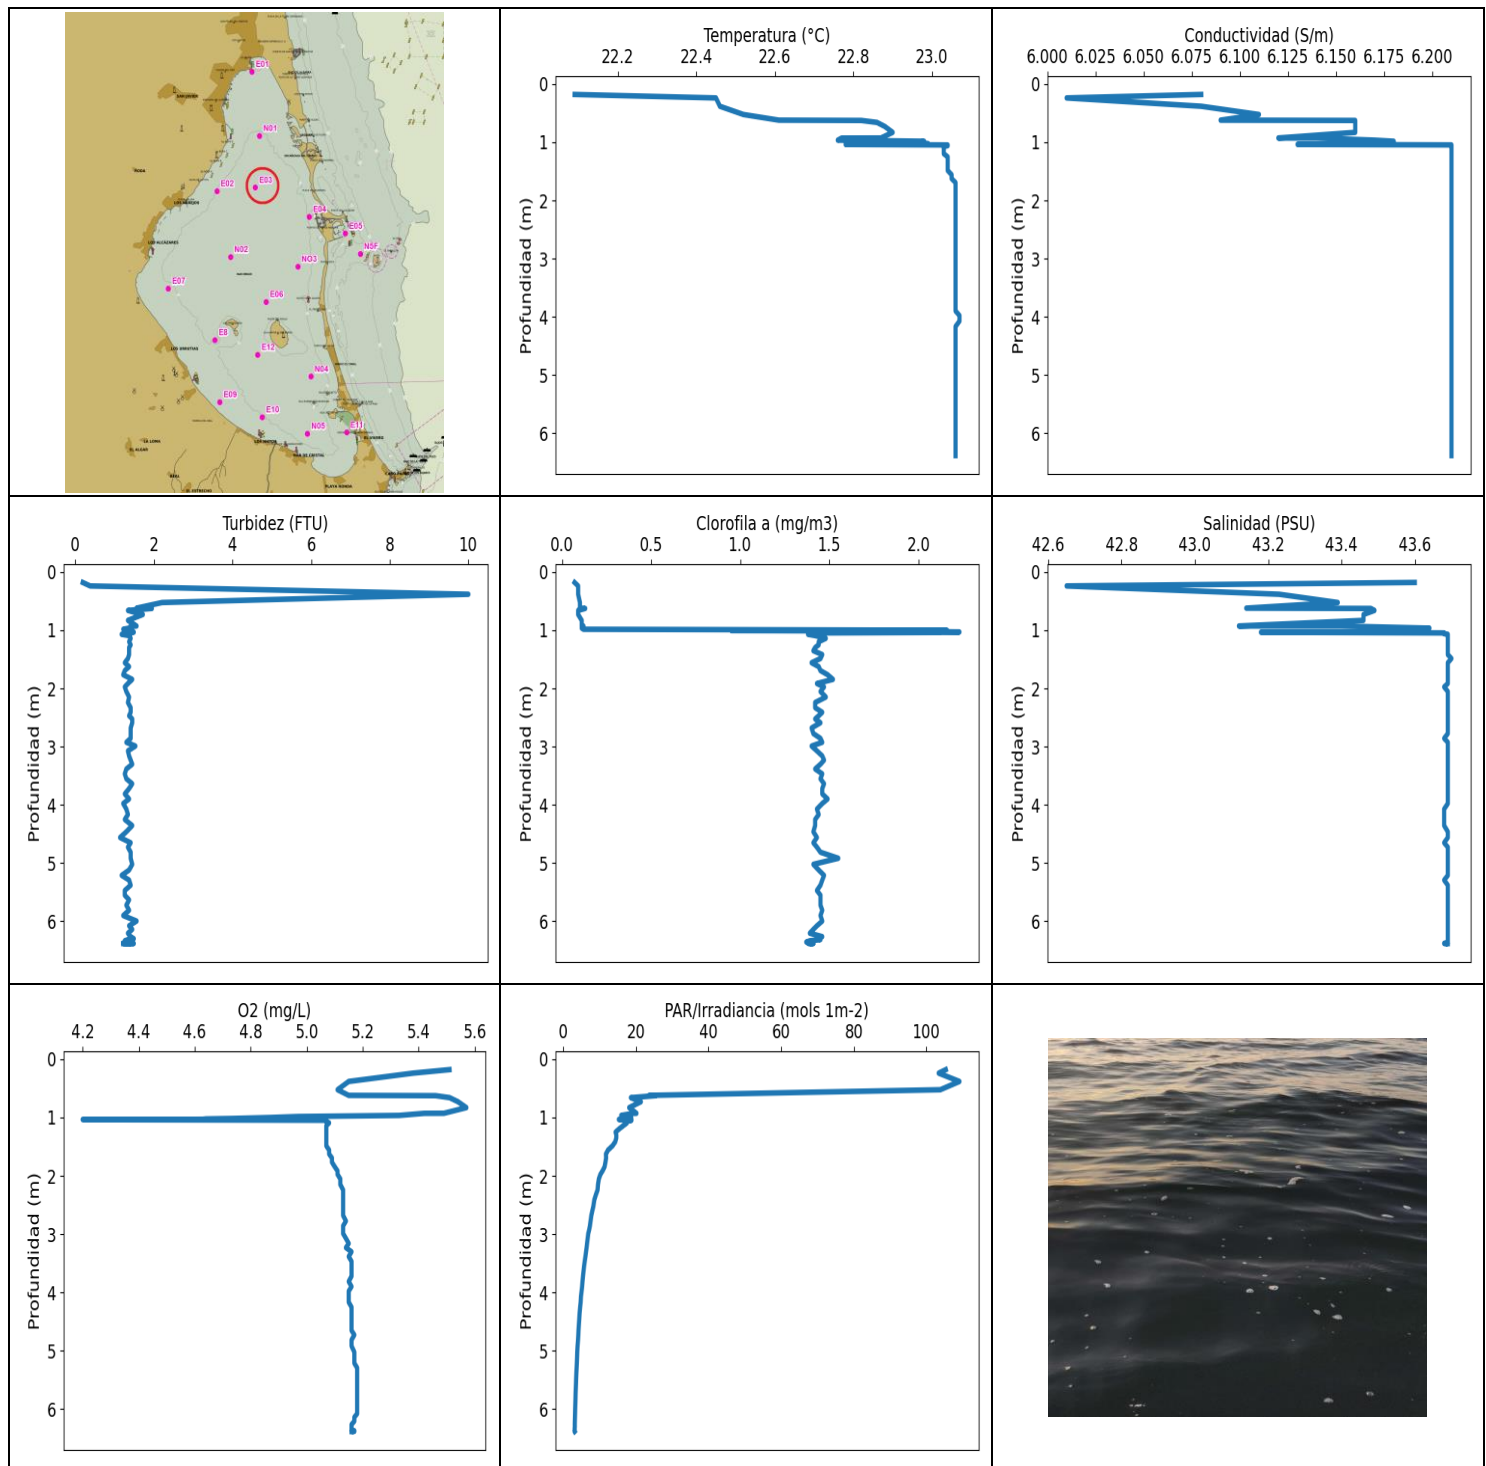 E01
N01
E03
E02
E04
E05
N5F
N02
NO3
E07
E06
E8
E12
N04
E09
E10
N05
E11
Temperatura (°C)
22.2 22.4 22.6 22.8 23.0
0
1
2
3
4
5
6
Profundidad (m)
Conductividad (S/m)
6.000 6.025 6.050 6.075 6.100 6.125 6.150 6.175 6.200
0
1
2
3
4
5
6
Profundidad (m)
Turbidez (FTU)
0 2 4 6 8 10
0
1
2
3
4
5
6
Profundidad (m)
Clorofila a (mg/m3)
0.0 0.5 1.0 1.5 2.0
0
1
2
3
4
5
6
Profundidad (m)
Salinidad (PSU)
42.6 42.8 43.0 43.2 43.4 43.6
0
1
2
3
4
5
6
Profundidad (m)
O2 (mg/L)
4.2 4.4 4.6 4.8 5.0 5.2 5.4 5.6
0
1
2
3
4
5
6
Profundidad (m)
PAR/Irradiancia (mols 1m-2)
0 20 40 60 80 100
0
1
2
3
4
5
6
Profundidad (m)